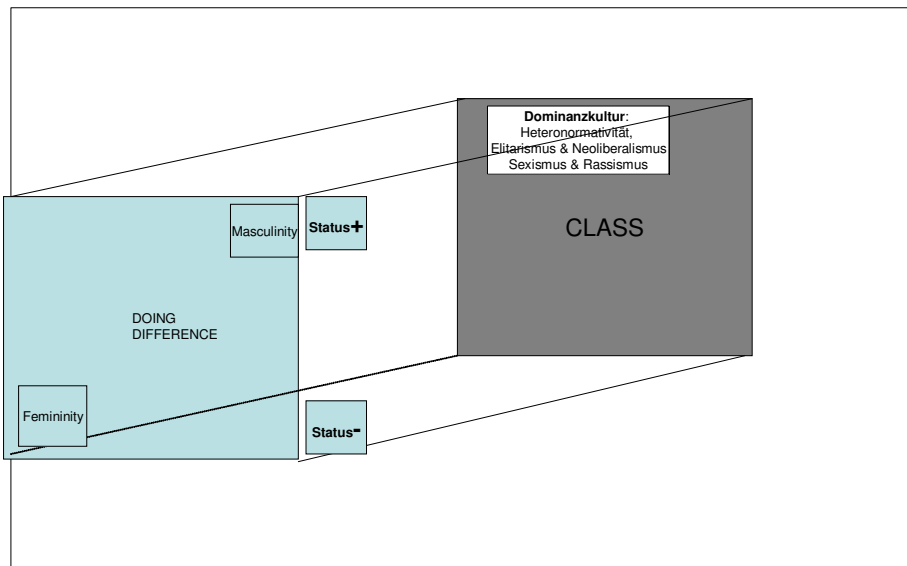 Dominanzkultur:
Heteronormativität,
Elitarismus & Neoliberalismus
Sexismus & Rassismus
CLASS
Masculinity
Status+
DOING
DIFFERENCE
Femininity
Status-